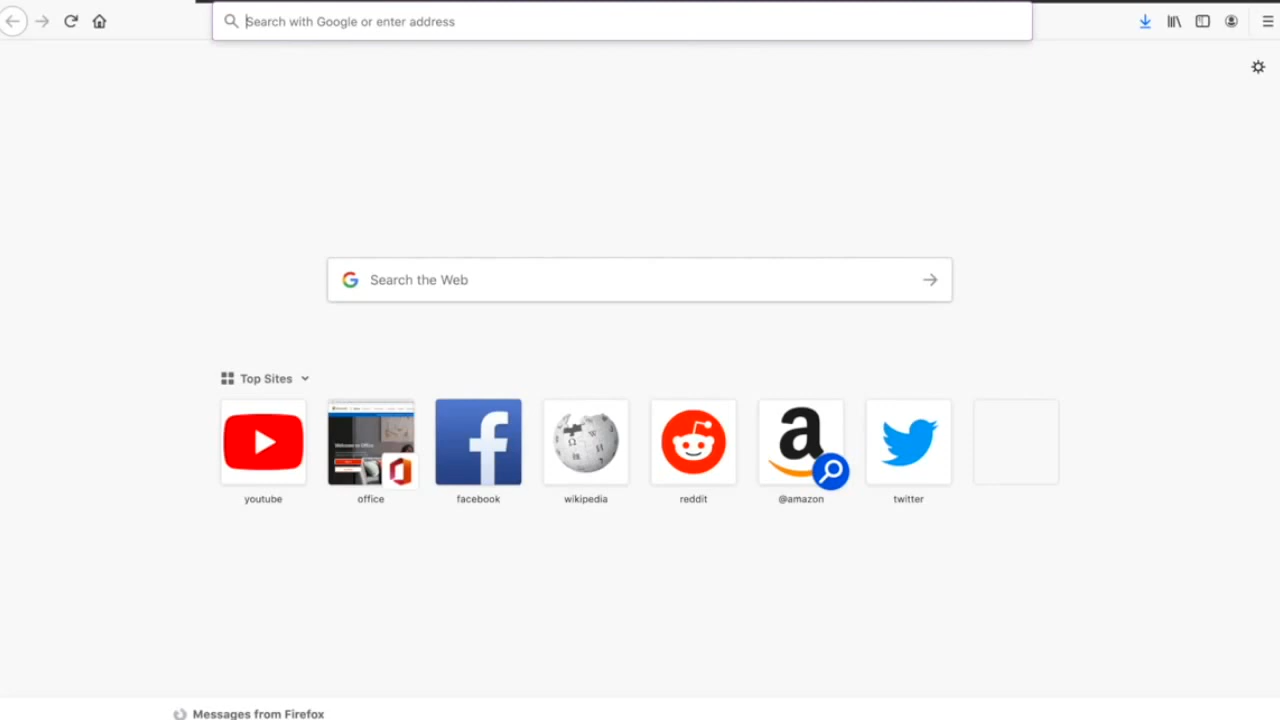 Search with Google or enter address
Search the Web
Top Sites
youtube
office
facebook
wikipedia
reddit
@amazon
twitter
Messages from Firefox